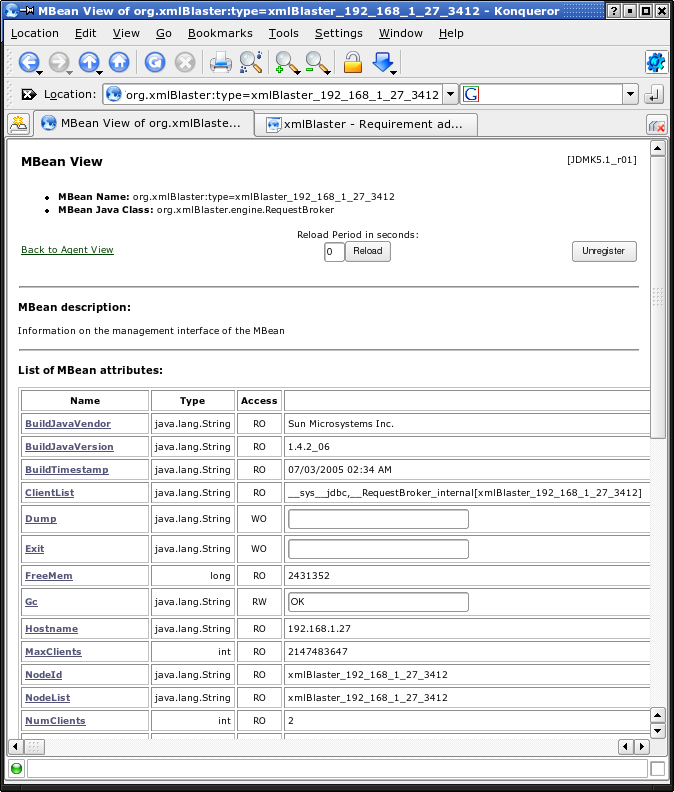 MBean View of org.xmlBlaster:type=xmlBlaster_192_168_1_27_3412 - Konqueror
Location Edit View Go Bookmarks Tools Settings Window Help
Location: org.xmlBlaster:type=xmlBlaster_192_168_1_27_3412
MBean View of org.xmlBlaste... xmlBlaster - Requirement ad...
MBean View [JDMK5.1_r01]
MBean Name: org.xmlBlaster:type=xmlBlaster_192_168_1_27_3412
MBean Java Class: org.xmlBlaster.engine.RequestBroker
Reload Period in seconds:
Back to Agent View 0 Reload Unregister
MBean description:
Information on the management interface of the MBean
List of MBean attributes:
Name Type Access
BuildJavaVendor java.lang.String RO Sun Microsystems Inc.
BuildJavaVersion java.lang.String RO 1.4.2_06
BuildTimestamp java.lang.String RO 07/03/2005 02:34 AM
ClientList java.lang.String RO __sys__jdbc,__RequestBroker_internal[xmlBlaster_192_168_1_27_3412]
Dump java.lang.String WO
Exit java.lang.String WO
FreeMem long RO 2431352
Gc java.lang.String RW OK
Hostname java.lang.String RO 192.168.1.27
MaxClients int RO 2147483647
NodeId java.lang.String RO xmlBlaster_192_168_1_27_3412
NodeList java.lang.String RO xmlBlaster_192_168_1_27_3412
NumClients int RO 2